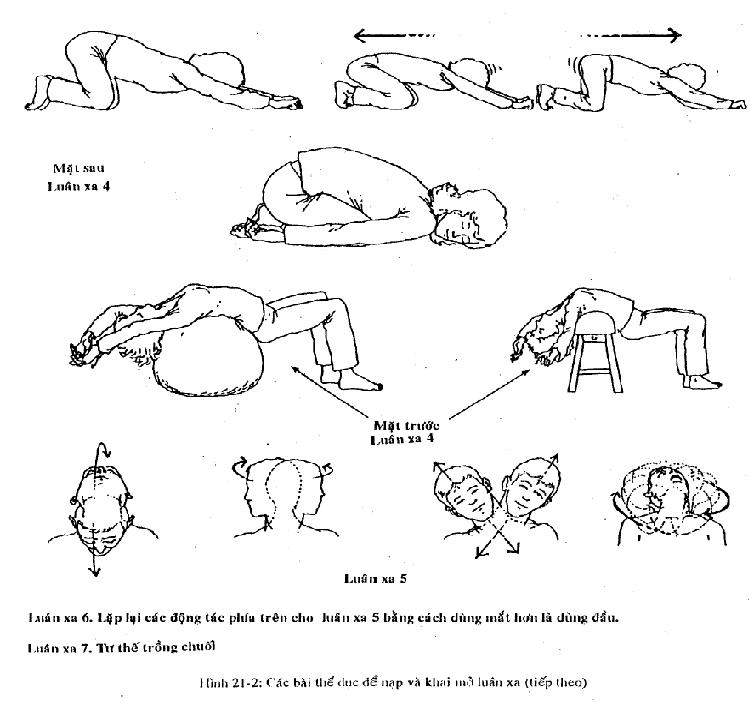 Mặt sau
Luân xa 4
Mặt trước
Luân xa 4
Luân xa 5
Luân xa 6. Lặp lại các động tác phía trên cho luân xa 5 bằng cách dùng mắt hơn là dùng đầu.
Luân xa 7. Tư thế trồng chuối
Hình 21-2: Các bài thể dục để nạp và khai mở luân xa (tiếp theo)